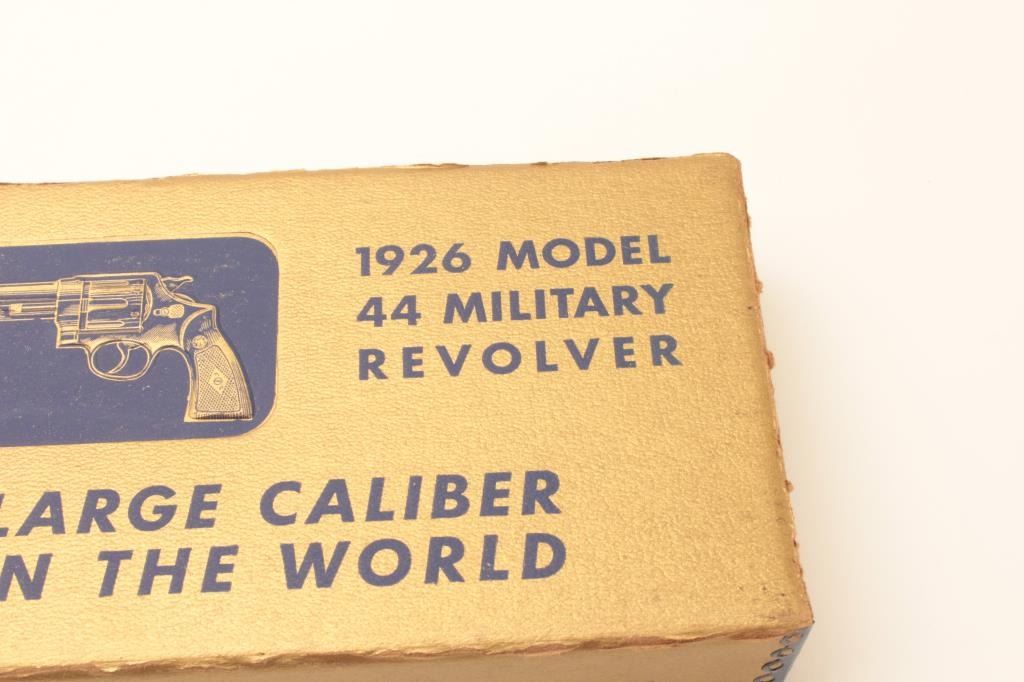 1926 MODEL
44 MILITARY
REVOLVER
LARGE CALIBER
THE WORLD